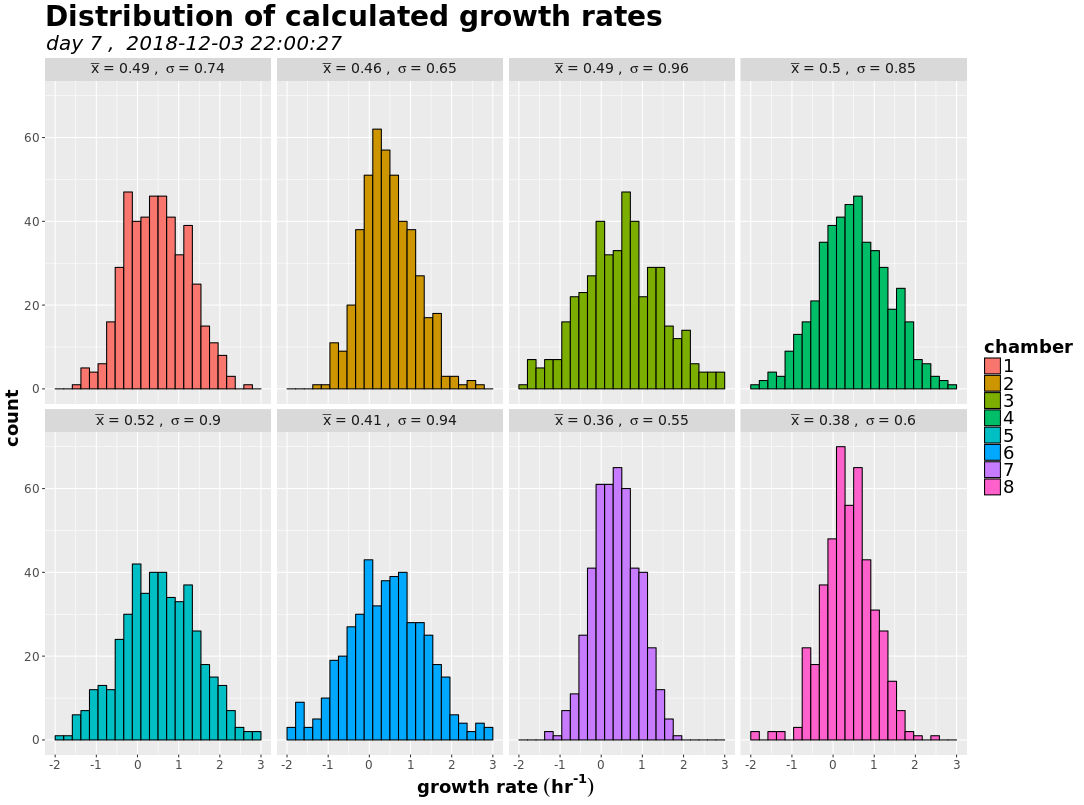 Distribution of calculated growth rates
day 7 ,  2018-12-03 22:00:27
x̅ = 0.49 ,  σ = 0.74
x̅ = 0.46 ,  σ = 0.65
x̅ = 0.49 ,  σ = 0.96
x̅ = 0.5 ,  σ = 0.85
60
40
20
0
x̅ = 0.52 ,  σ = 0.9
x̅ = 0.41 ,  σ = 0.94
x̅ = 0.36 ,  σ = 0.55
x̅ = 0.38 ,  σ = 0.6
60
40
20
0
-2 -1 0 1 2 3
-2 -1 0 1 2 3
-2 -1 0 1 2 3
-2 -1 0 1 2 3
count
growth rate (hr⁻¹)
chamber
1
2
3
4
5
6
7
8